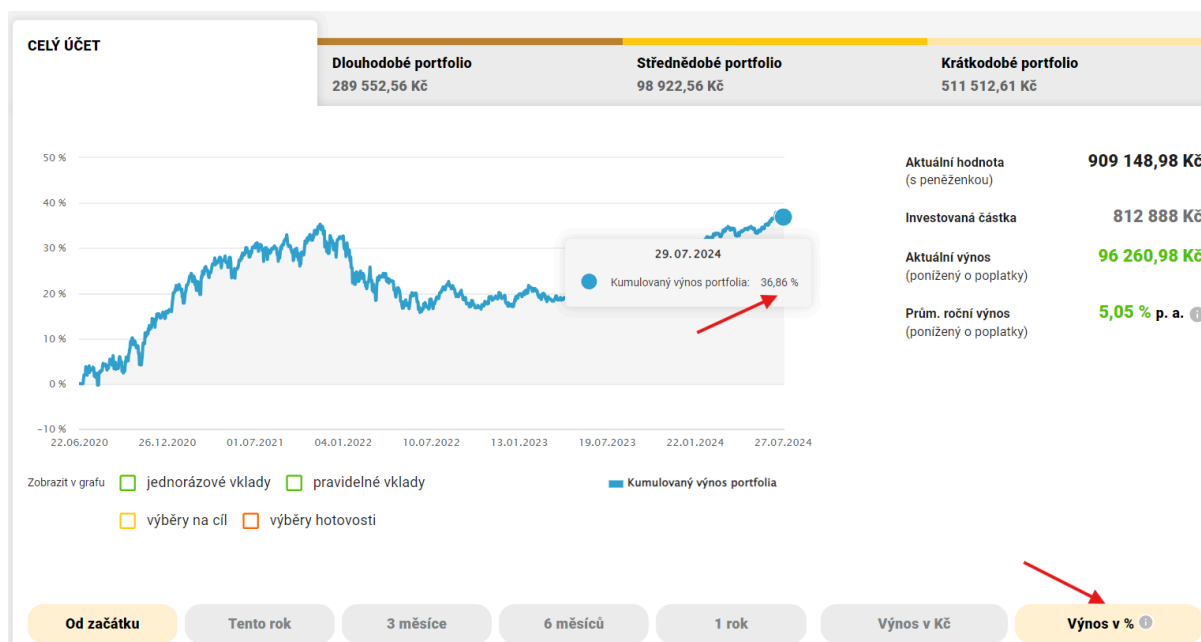 CELÝ ÚČET
Dlouhodobé portfolio
289 552,56 Kč
Střednědobé portfolio
98 922,56 Kč
Krátkodobé portfolio
511 512,61 Kč
50 %
40 %
30 %
20 %
10 %
0 %
−10 %
22.06.2020 26.12.2020 01.07.2021 04.01.2022 10.07.2022 13.01.2023 19.07.2023 22.01.2024 27.07.2024
29.07.2024
Kumulovaný výnos portfolia: 36,86 %
Aktuální hodnota 909 148,98 Kč
(s peněženkou)
Investovaná částka 812 888 Kč
Aktuální výnos 96 260,98 Kč
(ponížený o poplatky)
Prům. roční výnos 5,05 % p. a. i
(ponížený o poplatky)
Zobrazit v grafu jednorázové vklady pravidelné vklady
Kumulovaný výnos portfolia
výběry na cíl výběry hotovosti
Od začátku Tento rok 3 měsíce 6 měsíců 1 rok Výnos v Kč Výnos v % i